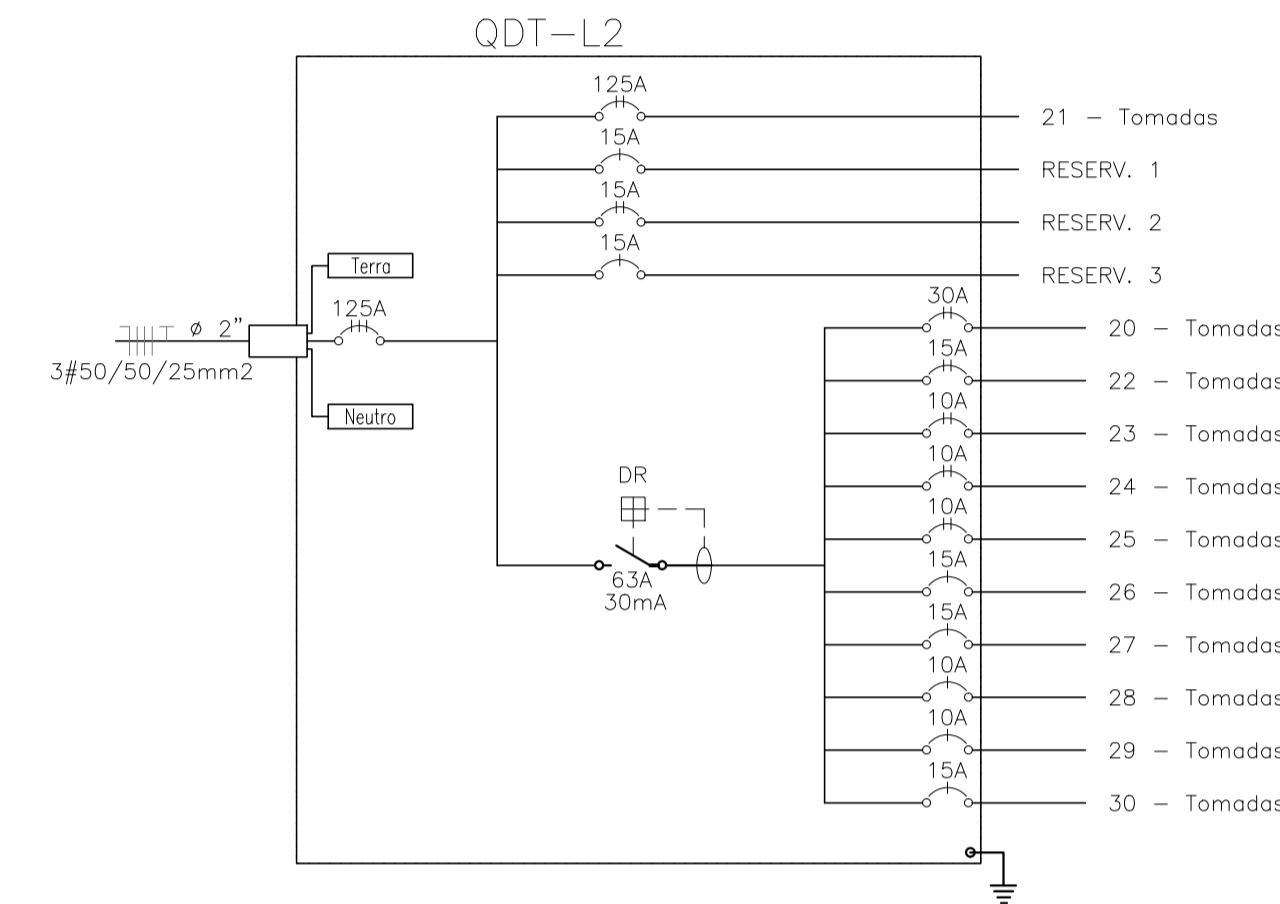 QDT-L2
125A
21 - Tomadas
15A
RESERV. 1
15A
RESERV. 2
15A
RESERV. 3
Terra
125A
ø 2"
3#50/50/25mm2
Neutro
DR
63A
30mA
30A
20 - Tomadas
15A
22 - Tomadas
10A
23 - Tomadas
10A
24 - Tomadas
10A
25 - Tomadas
15A
26 - Tomadas
15A
27 - Tomadas
10A
28 - Tomadas
10A
29 - Tomadas
15A
30 - Tomadas